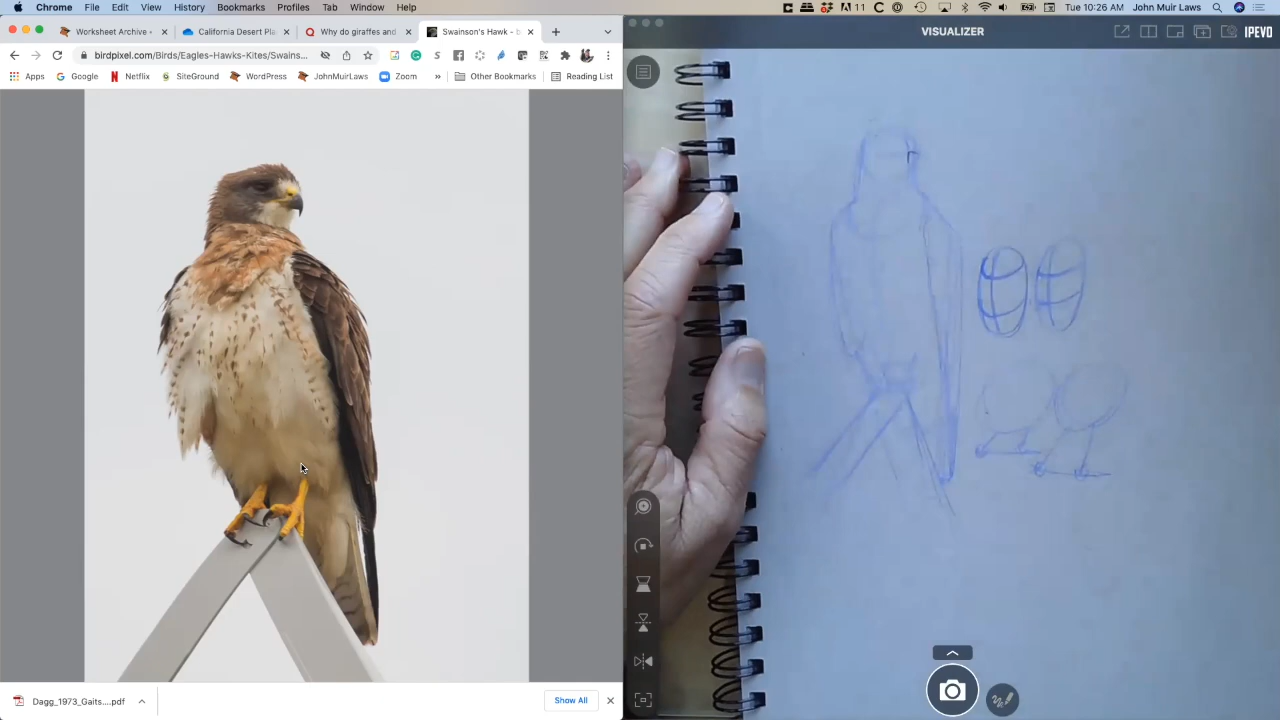 Chrome File Edit View History Bookmarks Profiles Tab Window Help
11 Tue 10:26 AM John Muir Laws
Worksheet Archive
California Desert Pla
Why do giraffes and
Swainson's Hawk - b
birdpixel.com/Birds/Eagles-Hawks-Kites/Swains...
Apps Google Netflix SiteGround WordPress JohnMuirLaws Zoom » Other Bookmarks Reading List
VISUALIZER
IPEVO
Dagg_1973_Gaits....pdf
Show All